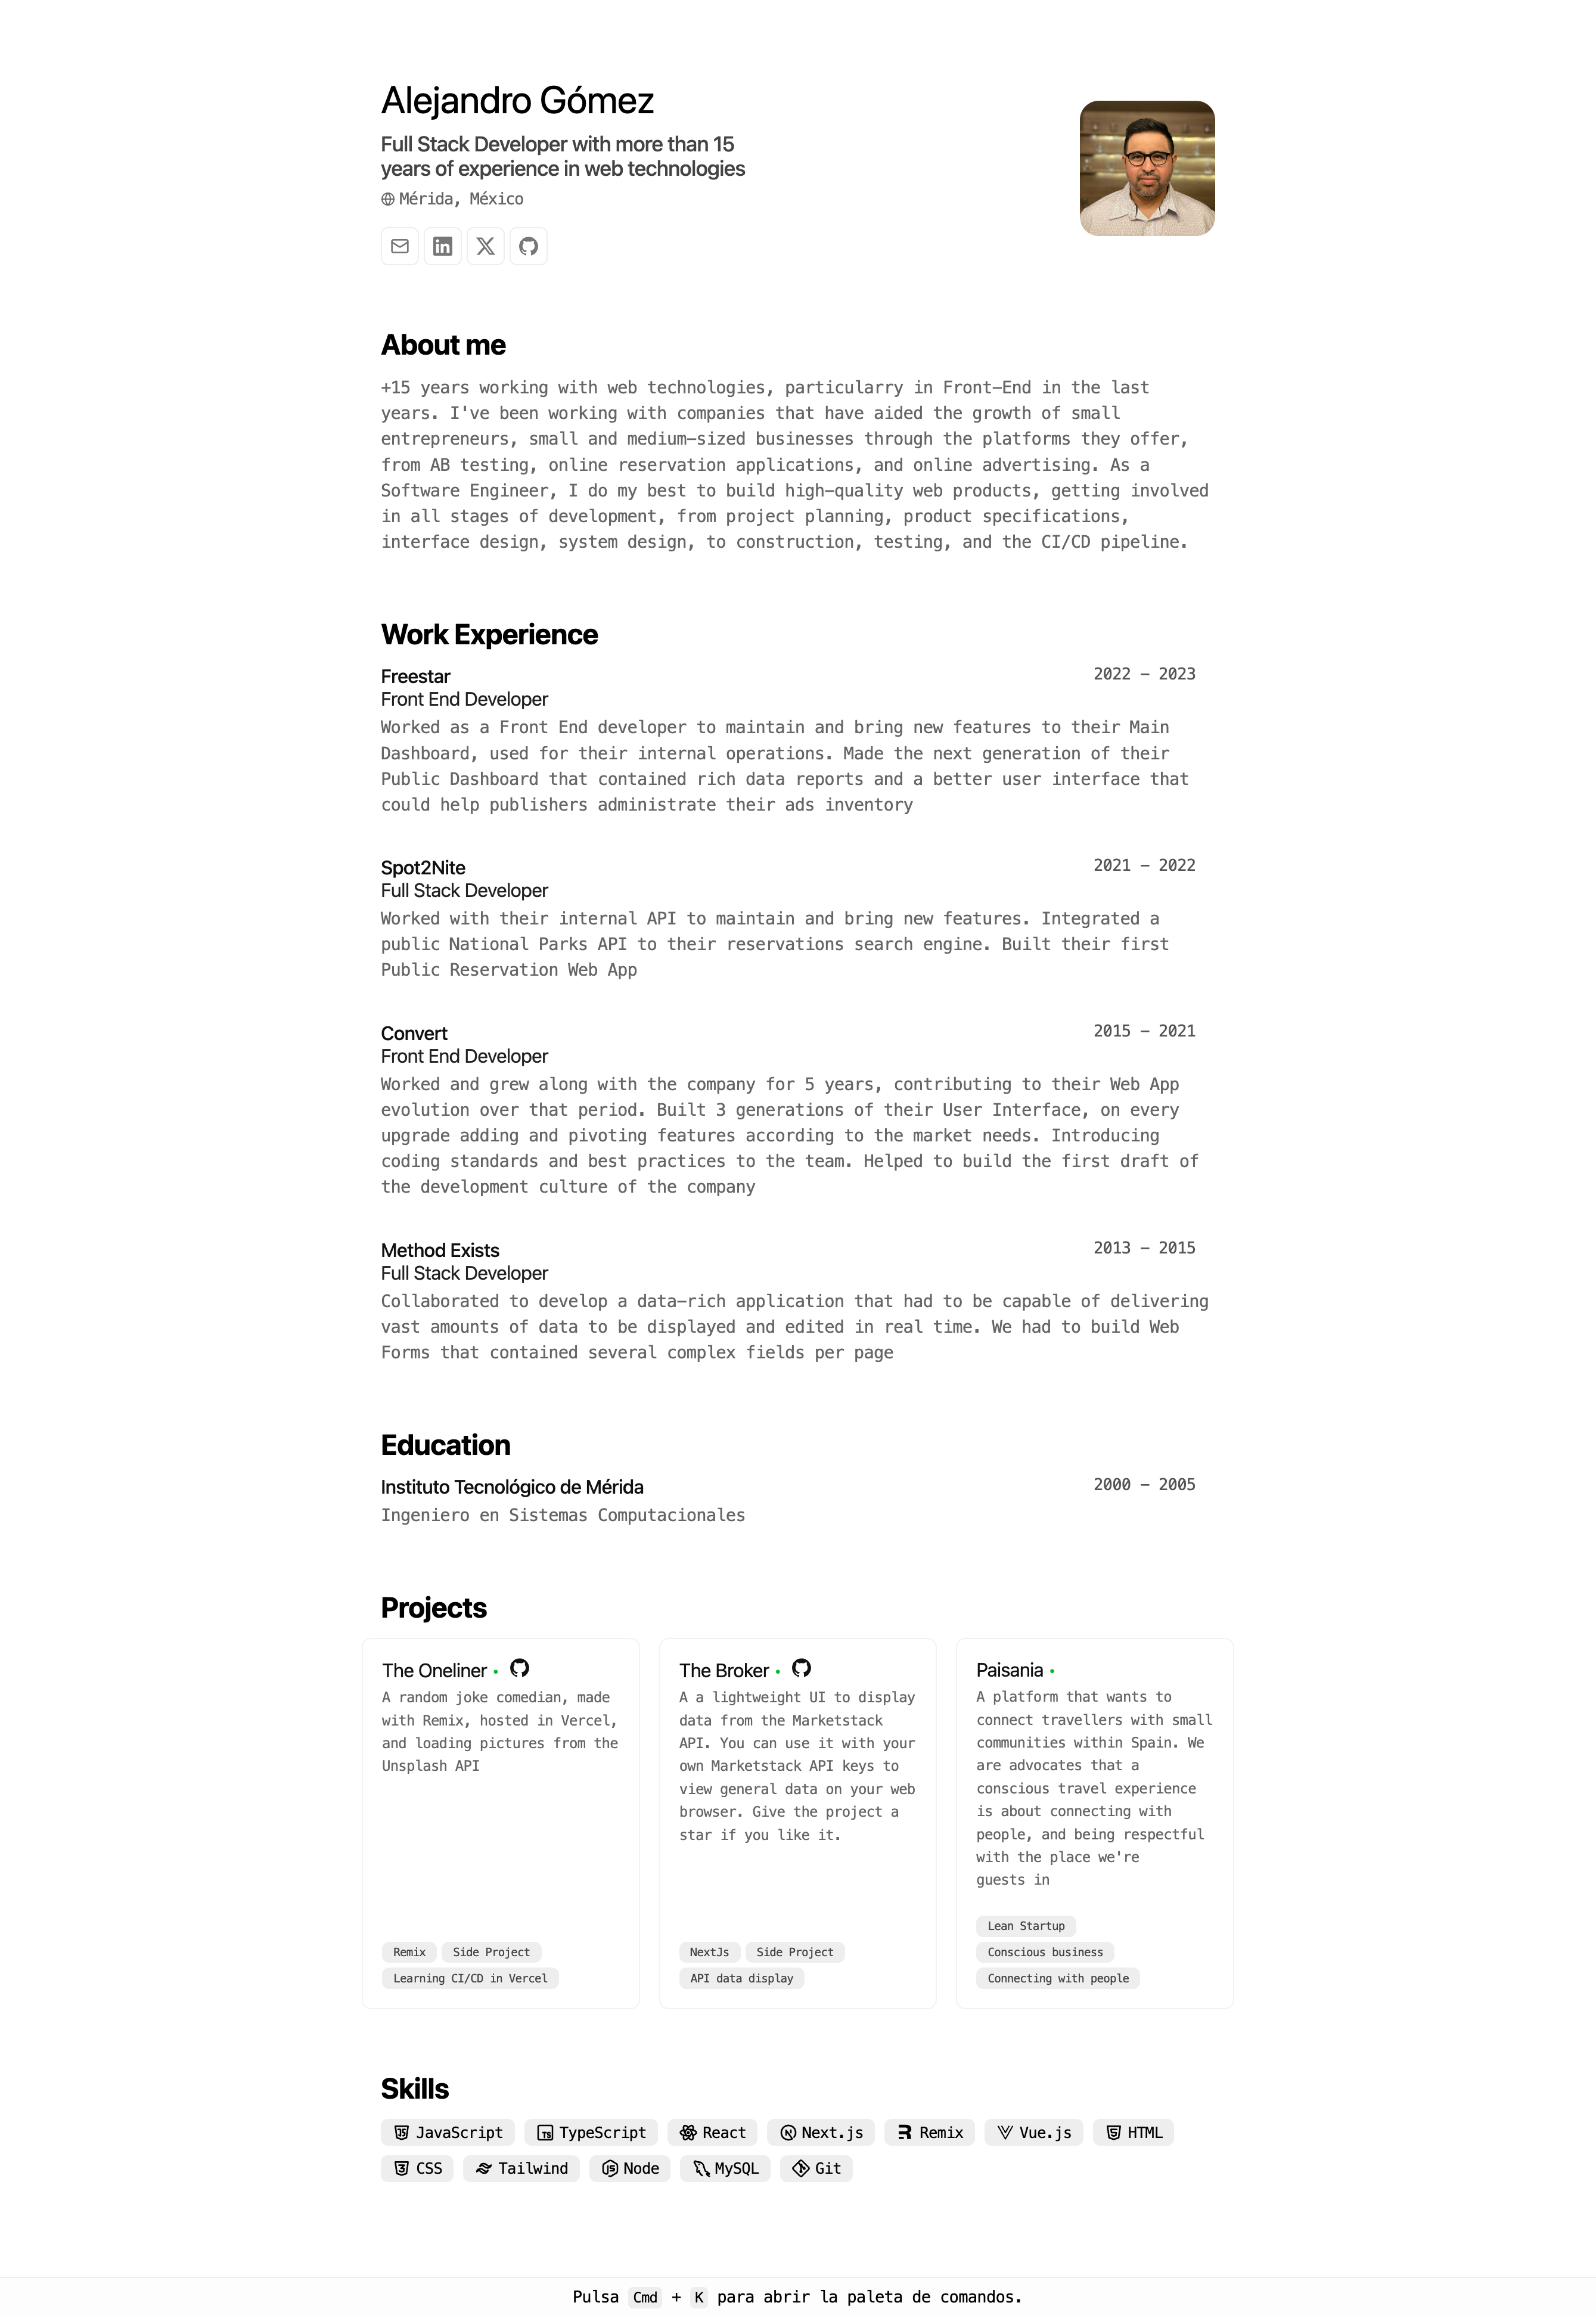 Alejandro Gómez
Full Stack Developer with more than 15
years of experience in web technologies
Mérida, México
About me
+15 years working with web technologies, particularry in Front-End in the last
years. I've been working with companies that have aided the growth of small
entrepreneurs, small and medium-sized businesses through the platforms they offer,
from AB testing, online reservation applications, and online advertising. As a
Software Engineer, I do my best to build high-quality web products, getting involved
in all stages of development, from project planning, product specifications,
interface design, system design, to construction, testing, and the CI/CD pipeline.
Work Experience
Freestar 2022 - 2023
Front End Developer
Worked as a Front End developer to maintain and bring new features to their Main
Dashboard, used for their internal operations. Made the next generation of their
Public Dashboard that contained rich data reports and a better user interface that
could help publishers administrate their ads inventory
Spot2Nite 2021 - 2022
Full Stack Developer
Worked with their internal API to maintain and bring new features. Integrated a
public National Parks API to their reservations search engine. Built their first
Public Reservation Web App
Convert 2015 - 2021
Front End Developer
Worked and grew along with the company for 5 years, contributing to their Web App
evolution over that period. Built 3 generations of their User Interface, on every
upgrade adding and pivoting features according to the market needs. Introducing
coding standards and best practices to the team. Helped to build the first draft of
the development culture of the company
Method Exists 2013 - 2015
Full Stack Developer
Collaborated to develop a data-rich application that had to be capable of delivering
vast amounts of data to be displayed and edited in real time. We had to build Web
Forms that contained several complex fields per page
Education
Instituto Tecnológico de Mérida 2000 - 2005
Ingeniero en Sistemas Computacionales
Projects
The Oneliner
A random joke comedian, made
with Remix, hosted in Vercel,
and loading pictures from the
Unsplash API
Remix Side Project
Learning CI/CD in Vercel
The Broker
A a lightweight UI to display
data from the Marketstack
API. You can use it with your
own Marketstack API keys to
view general data on your web
browser. Give the project a
star if you like it.
NextJs Side Project
API data display
Paisania
A platform that wants to
connect travellers with small
communities within Spain. We
are advocates that a
conscious travel experience
is about connecting with
people, and being respectful
with the place we're
guests in
Lean Startup
Conscious business
Connecting with people
Skills
JavaScript TypeScript React Next.js Remix Vue.js HTML
CSS Tailwind Node MySQL Git
Pulsa Cmd + K para abrir la paleta de comandos.